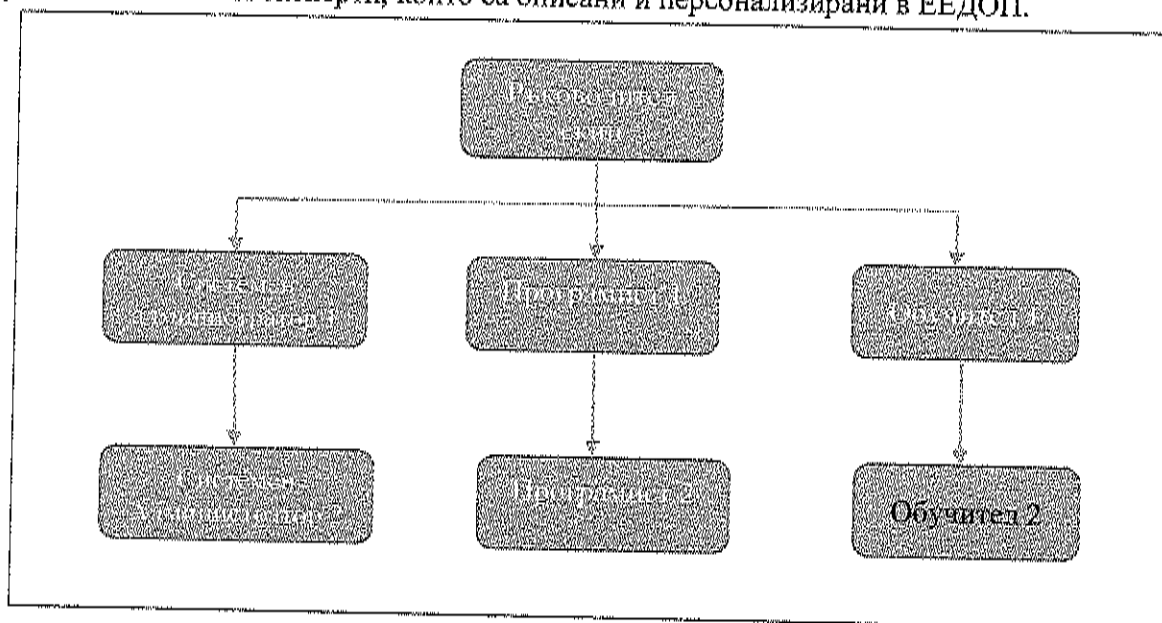 които са описани и персонализирани в ЕЕДОП.
Ръководител
екип
Системен
Администратор 1
Програмист 1
Обучител 1
Системен
Администратор 2
Програмист 2
Обучител 2